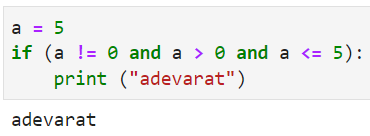 a = 5
if (a != 0 and a > 0 and a <= 5):
    print ("adevarat")
adevarat